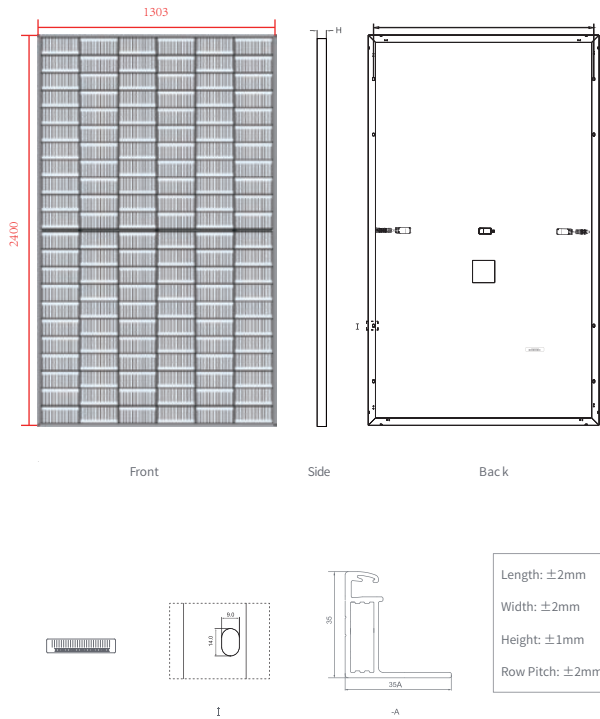 1303
H
2400
I
Front
Side
Back
Length: ±2mm
Width: ±2mm
Height: ±1mm
Row Pitch: ±2mm
9.0
14.0
35
35A
I
-A